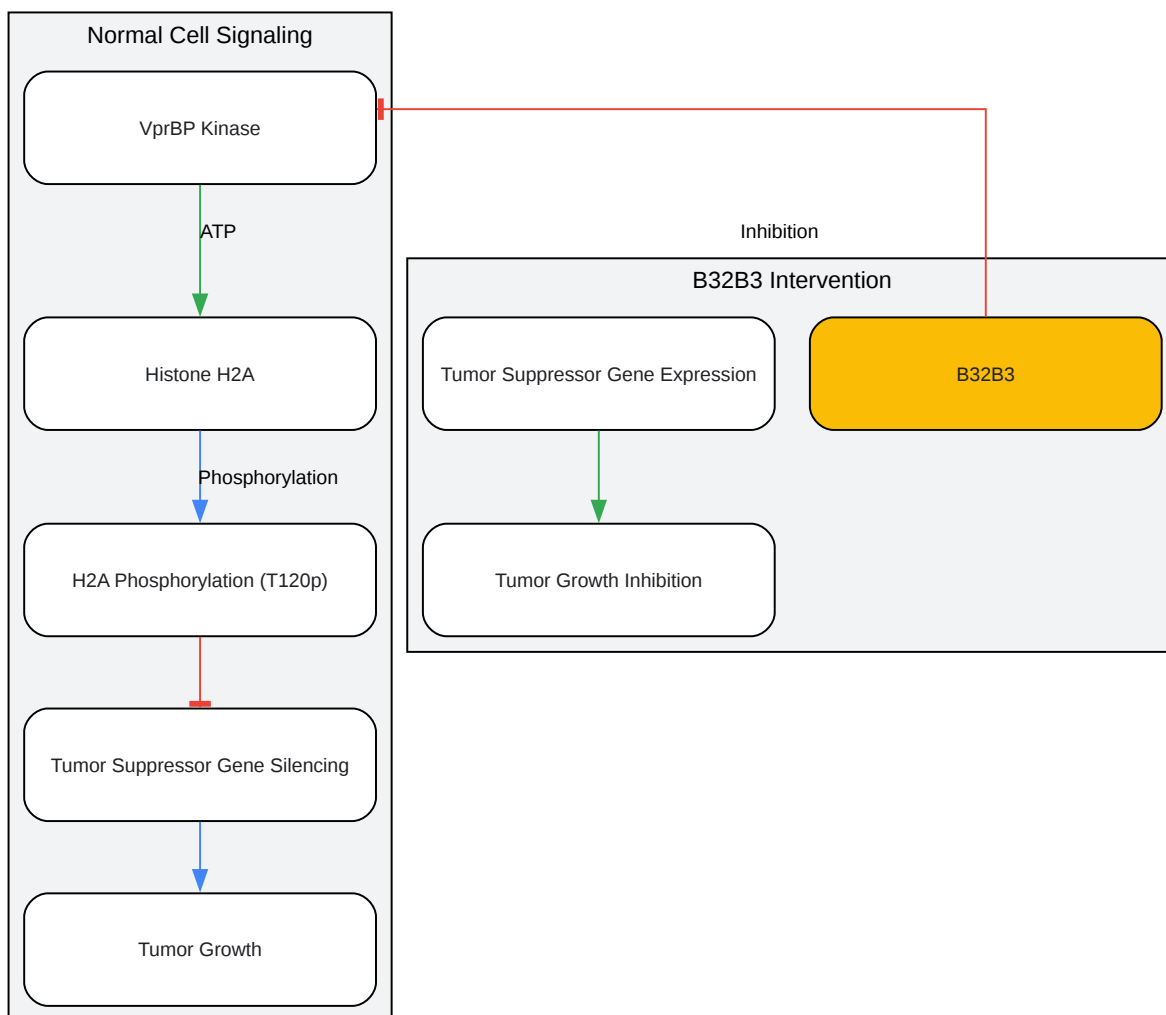 Normal Cell Signaling
VprBP Kinase
ATP
Histone H2A
Phosphorylation
H2A Phosphorylation (T120p)
Tumor Suppressor Gene Silencing
Tumor Growth
Inhibition
B32B3 Intervention
Tumor Suppressor Gene Expression
B32B3
Tumor Growth Inhibition